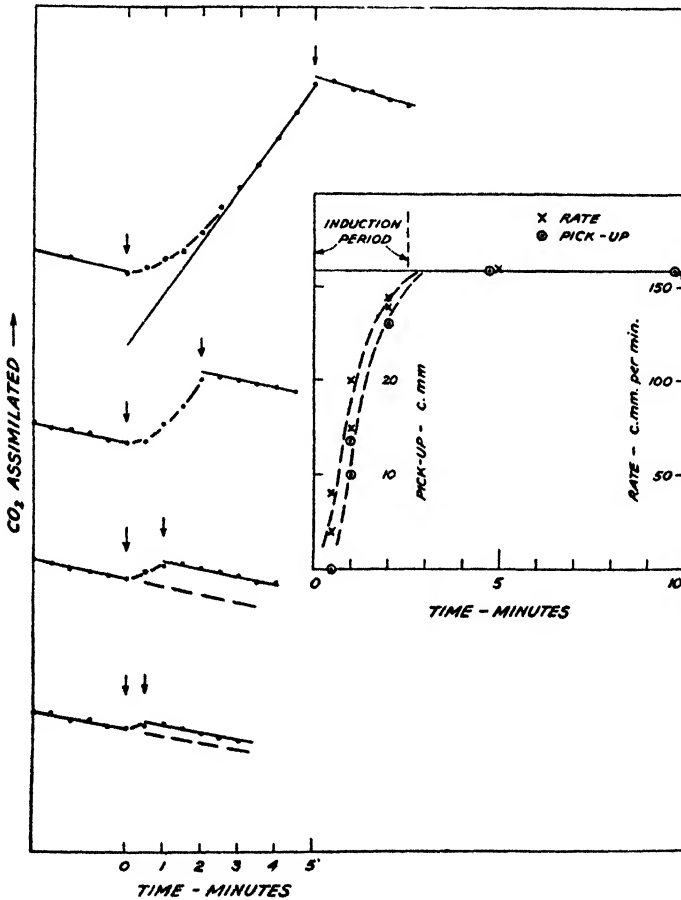 CO₂ ASSIMILATED →
0 1 2 3 4 5'
TIME - MINUTES
INDUCTION
PERIOD
x RATE
⊙ PICK-UP
20
10
PICK-UP - C.MM
150
100
50
RATE - C.MM. PER MIN.
0 5 10
TIME - MINUTES